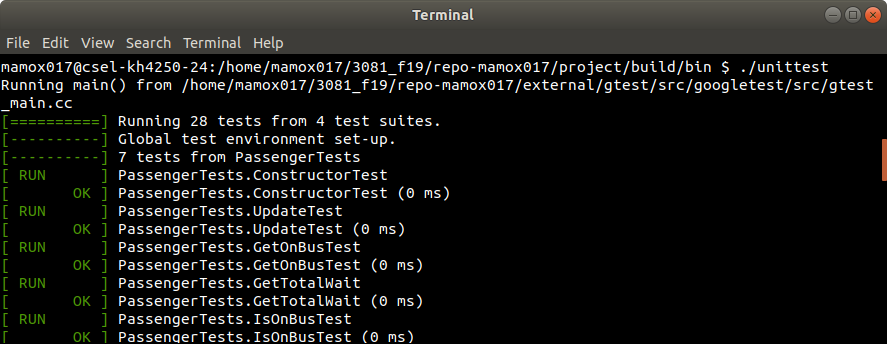 Terminal
File Edit View Search Terminal Help
mamox017@csel-kh4250-24:/home/mamox017/3081_f19/repo-mamox017/project/build/bin $ ./unittest
Running main() from /home/mamox017/3081_f19/repo-mamox017/external/gtest/src/googletest/src/gtest
_main.cc
[==========] Running 28 tests from 4 test suites.
[----------] Global test environment set-up.
[----------] 7 tests from PassengerTests
[ RUN      ] PassengerTests.ConstructorTest
[       OK ] PassengerTests.ConstructorTest (0 ms)
[ RUN      ] PassengerTests.UpdateTest
[       OK ] PassengerTests.UpdateTest (0 ms)
[ RUN      ] PassengerTests.GetOnBusTest
[       OK ] PassengerTests.GetOnBusTest (0 ms)
[ RUN      ] PassengerTests.GetTotalWait
[       OK ] PassengerTests.GetTotalWait (0 ms)
[ RUN      ] PassengerTests.IsOnBusTest
[       OK ] PassengerTests.IsOnBusTest (0 ms)